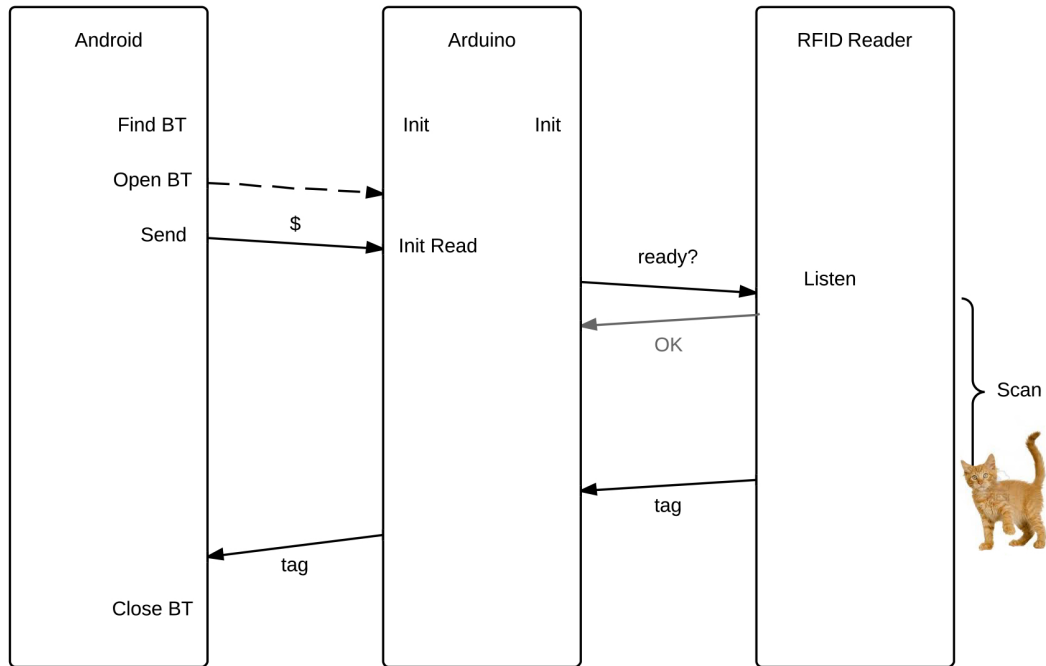 Android
Arduino
RFID Reader
Find BT
Init
Init
Open BT
Send
$
Init Read
ready?
Listen
OK
Scan
tag
tag
Close BT